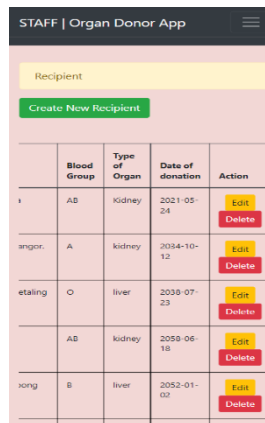 STAFF | Organ Donor App
Recipient
Create New Recipient
Blood Group Type of Organ Date of donation Action
AB Kidney 2021-05-24 Edit Delete
angor. A kidney 2034-10-12 Edit Delete
etaling O liver 2038-07-23 Edit Delete
AB kidney 2058-06-18 Edit Delete
B liver 2052-01-02 Edit Delete